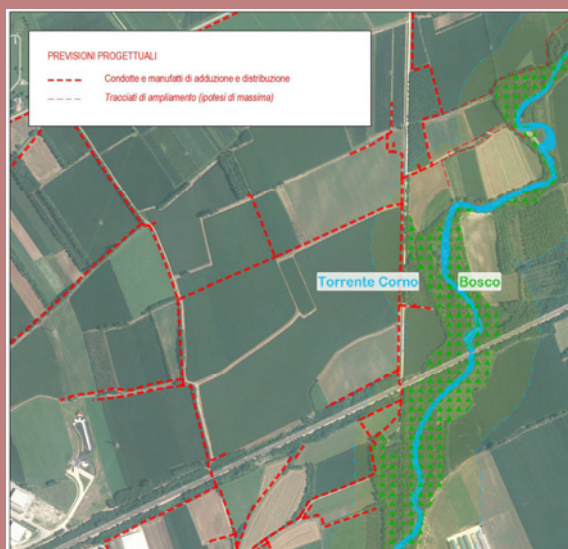 PREVISIONI PROGETTUALI
Condotte e manufatti di adduzione e distribuzione
Tracciati di ampliamento (ipotesi di massima)
Torrente Corno Bosco